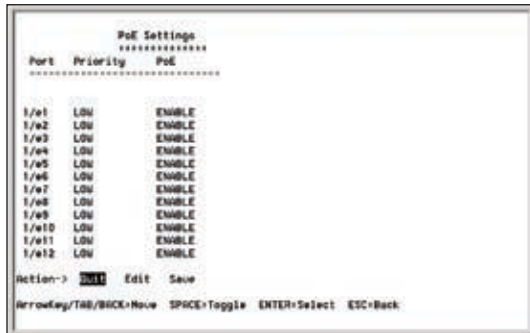 PoE Settings
**************
Port Priority PoE
------------------------------
1/e1 LOW ENABLE
1/e2 LOW ENABLE
1/e3 LOW ENABLE
1/e4 LOW ENABLE
1/e5 LOW ENABLE
1/e6 LOW ENABLE
1/e7 LOW ENABLE
1/e8 LOW ENABLE
1/e9 LOW ENABLE
1/e10 LOW ENABLE
1/e11 LOW ENABLE
1/e12 LOW ENABLE
Action-> Quit Edit Save
ArrowKey/TAB/BACK=Move SPACE=Toggle ENTER=Select ESC=Back